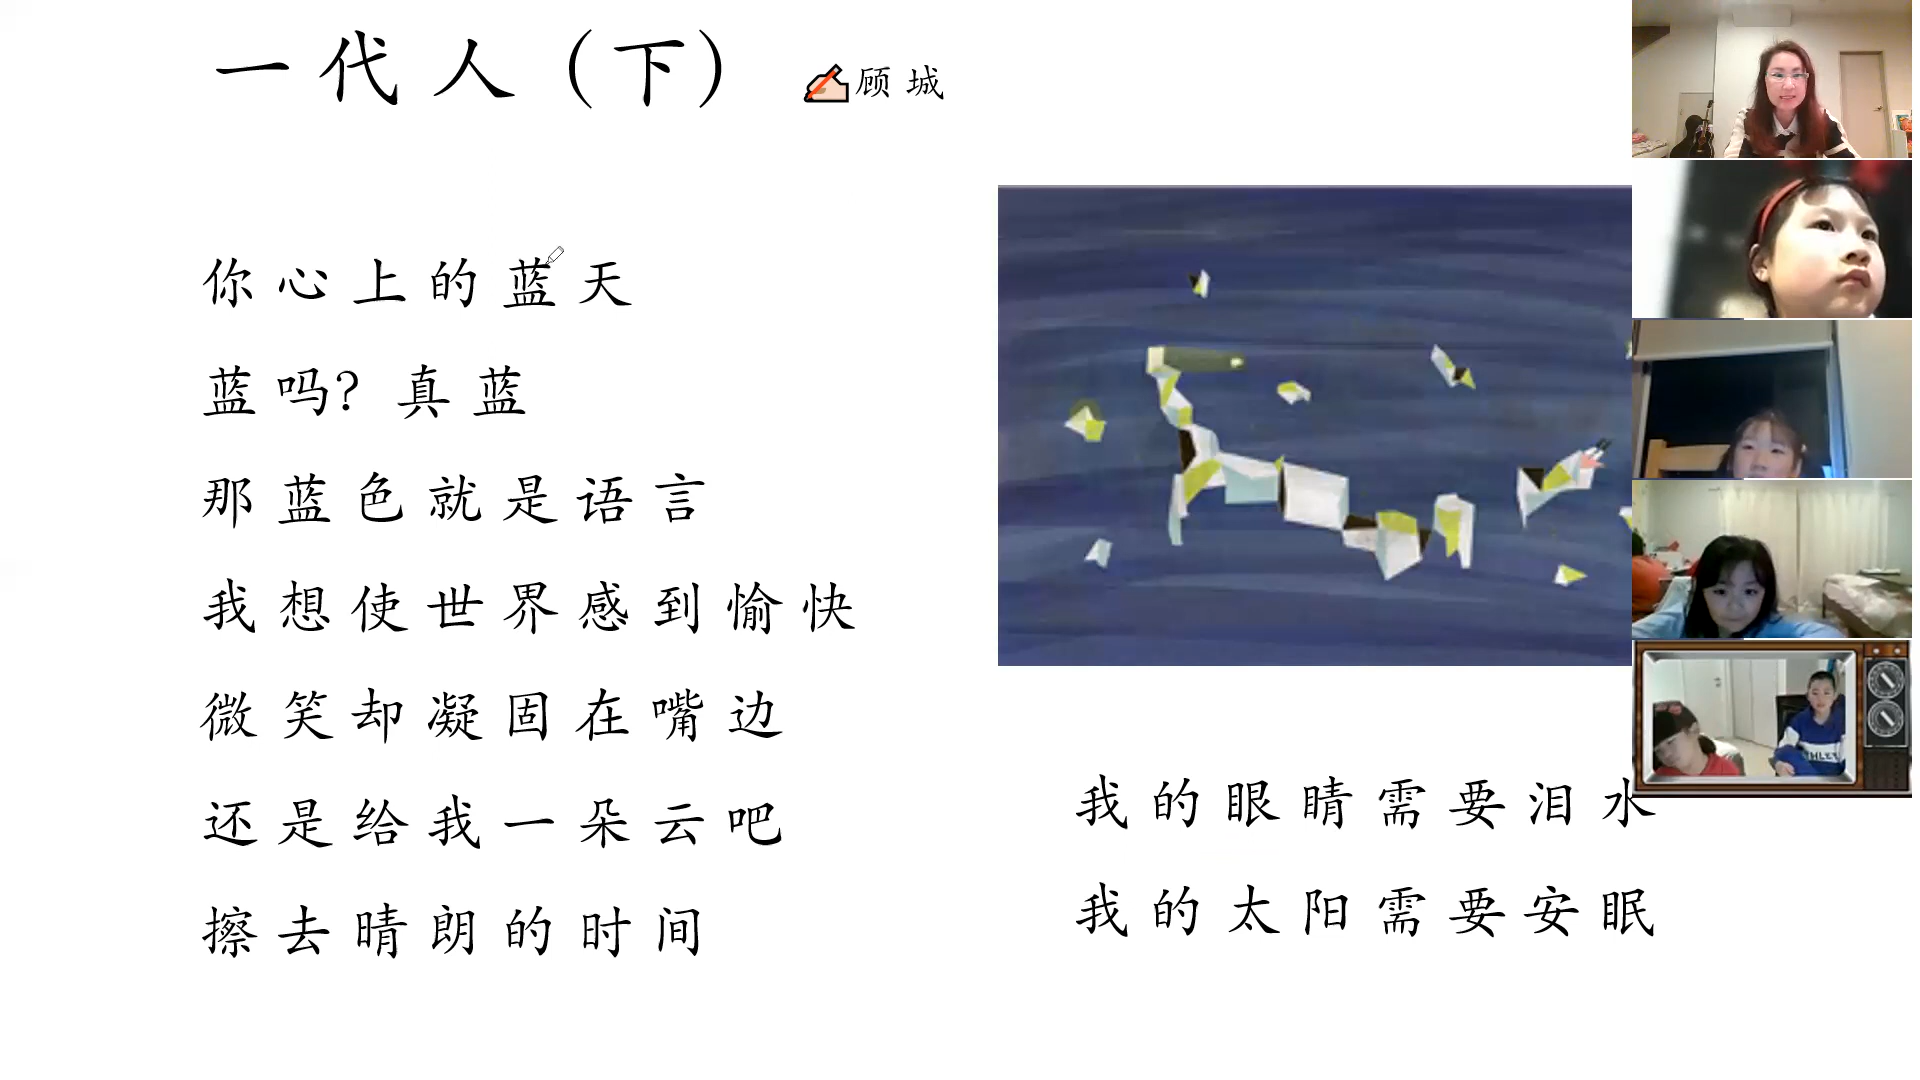 一代人（下）
✍顾城
你心上的蓝天
蓝吗？真蓝
那蓝色就是语言
我想使世界感到愉快
微笑却凝固在嘴边
还是给我一朵云吧
擦去晴朗的时间
我的眼睛需要泪水
我的太阳需要安眠